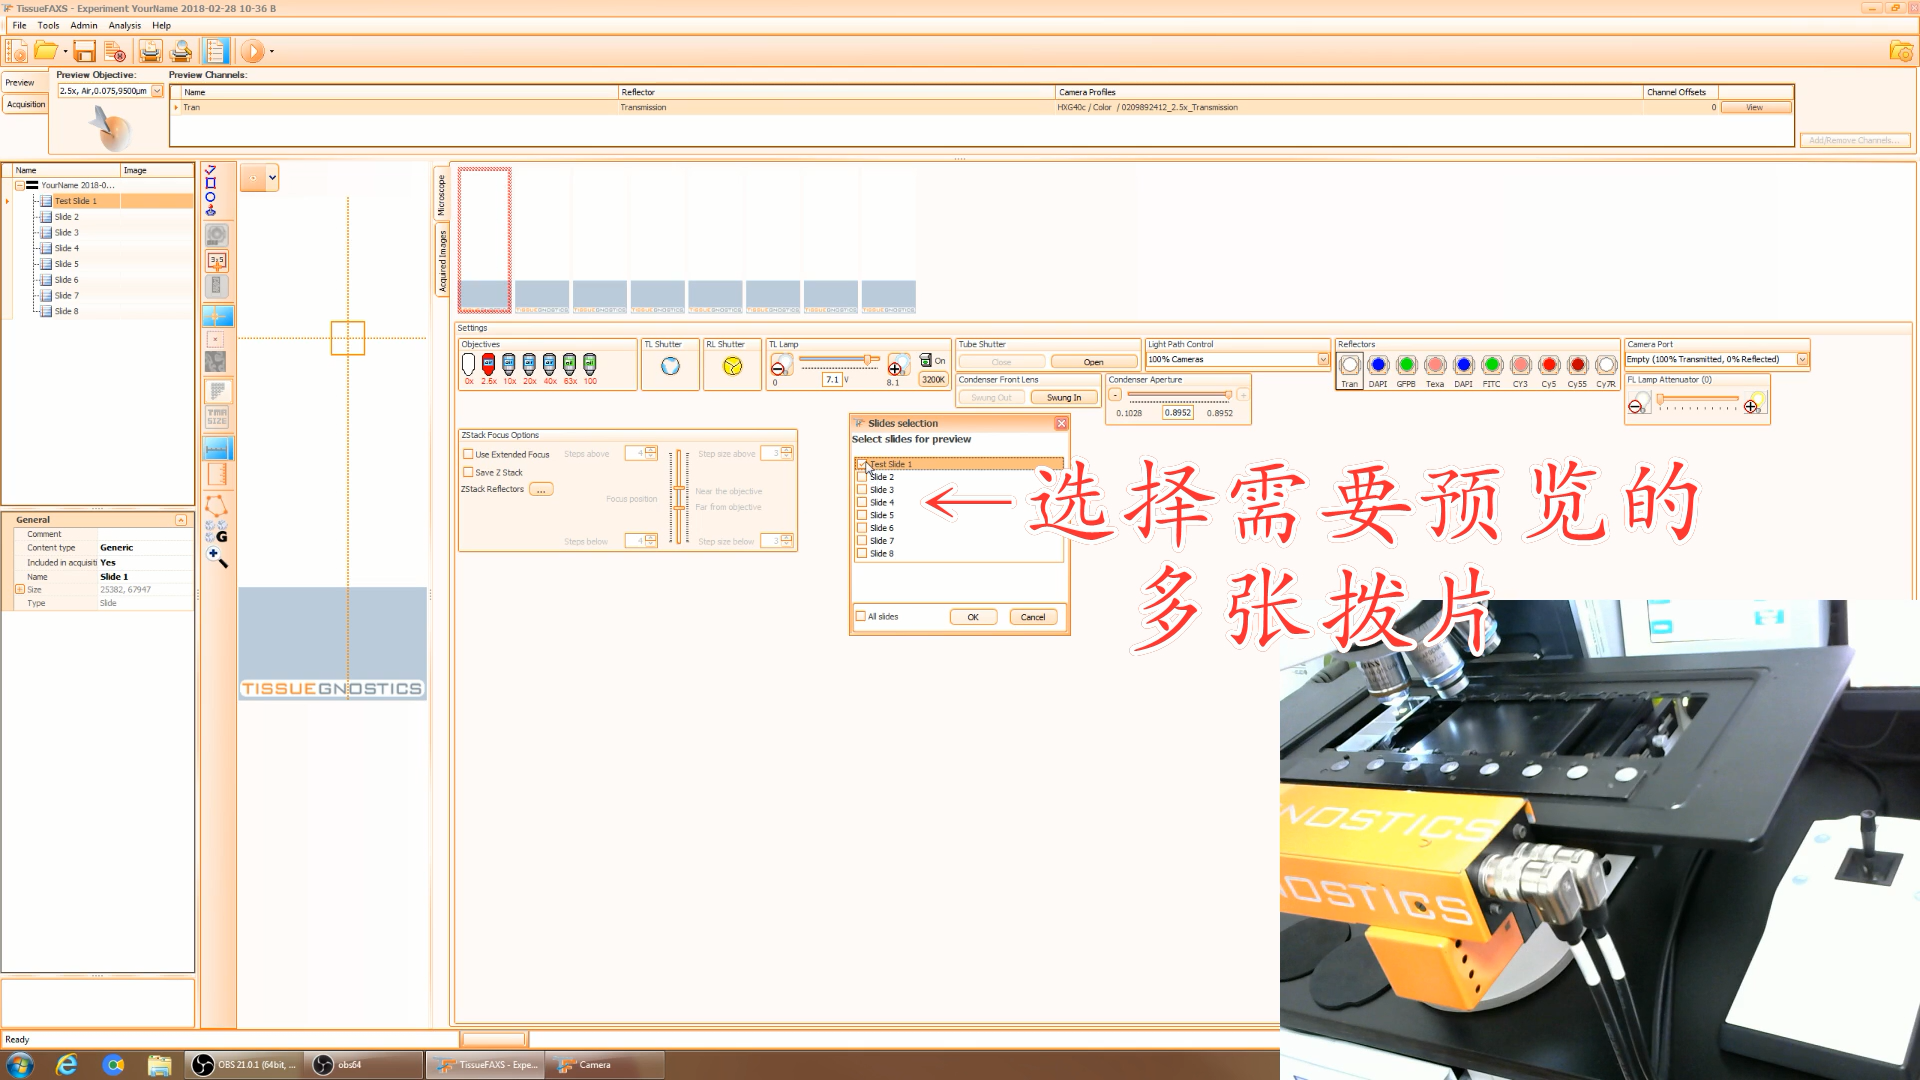 TissueFAXS - Experiment YourName 2018-02-28 10-36 B
File Tools Admin Analysis Help
Preview
Acquisition
Preview Objective:
2.5x, Air,0.075,9500µm
Preview Channels:
Name Reflector Camera Profiles Channel Offsets
Tran Transmission HXG40c / Color / 0209892412_2.5x_Transmission 0 View
Add/Remove Channels...
Name Image
YourName 2018-0...
Test Slide 1
Slide 2
Slide 3
Slide 4
Slide 5
Slide 6
Slide 7
Slide 8
General
Comment
Content type Generic
Included in acquisiti Yes
Name Slide 1
Size 25382, 67947
Type Slide
TMA
SIZE
G
TISSUEGNOSTICS
Microscope
Acquired Images
TISSUEGNOSTICS TISSUEGNOSTICS TISSUEGNOSTICS TISSUEGNOSTICS TISSUEGNOSTICS TISSUEGNOSTICS TISSUEGNOSTICS
Settings
Objectives
0x 2.5x 10x 20x 40x 63x 100
TL Shutter
RL Shutter
TL Lamp
0 7.1 V 8.1
On
3200K
Tube Shutter
Close Open
Condenser Front Lens
Swung Out Swung In
Light Path Control
100% Cameras
Condenser Aperture
- +
0.1028 0.8952 0.8952
Reflectors
Tran DAPI GFPB Texa DAPI FITC CY3 Cy5 Cy55 Cy7R
Camera Port
Empty (100% Transmitted, 0% Reflected)
FL Lamp Attenuator (0)
ZStack Focus Options
Use Extended Focus
Save Z Stack
ZStack Reflectors ...
Steps above 4
Step size above 3
Focus position
Near the objective
Far from objective
Steps below 4
Step size below 3
Slides selection
Select slides for preview
Test Slide 1
Slide 2
Slide 3
Slide 4
Slide 5
Slide 6
Slide 7
Slide 8
All slides OK Cancel
选择需要预览的
多张拨片
GNOSTICS
NOSTICS
Ready
OBS 21.0.1 (64bit, ...
obs64
TissueFAXS - Expe...
Camera